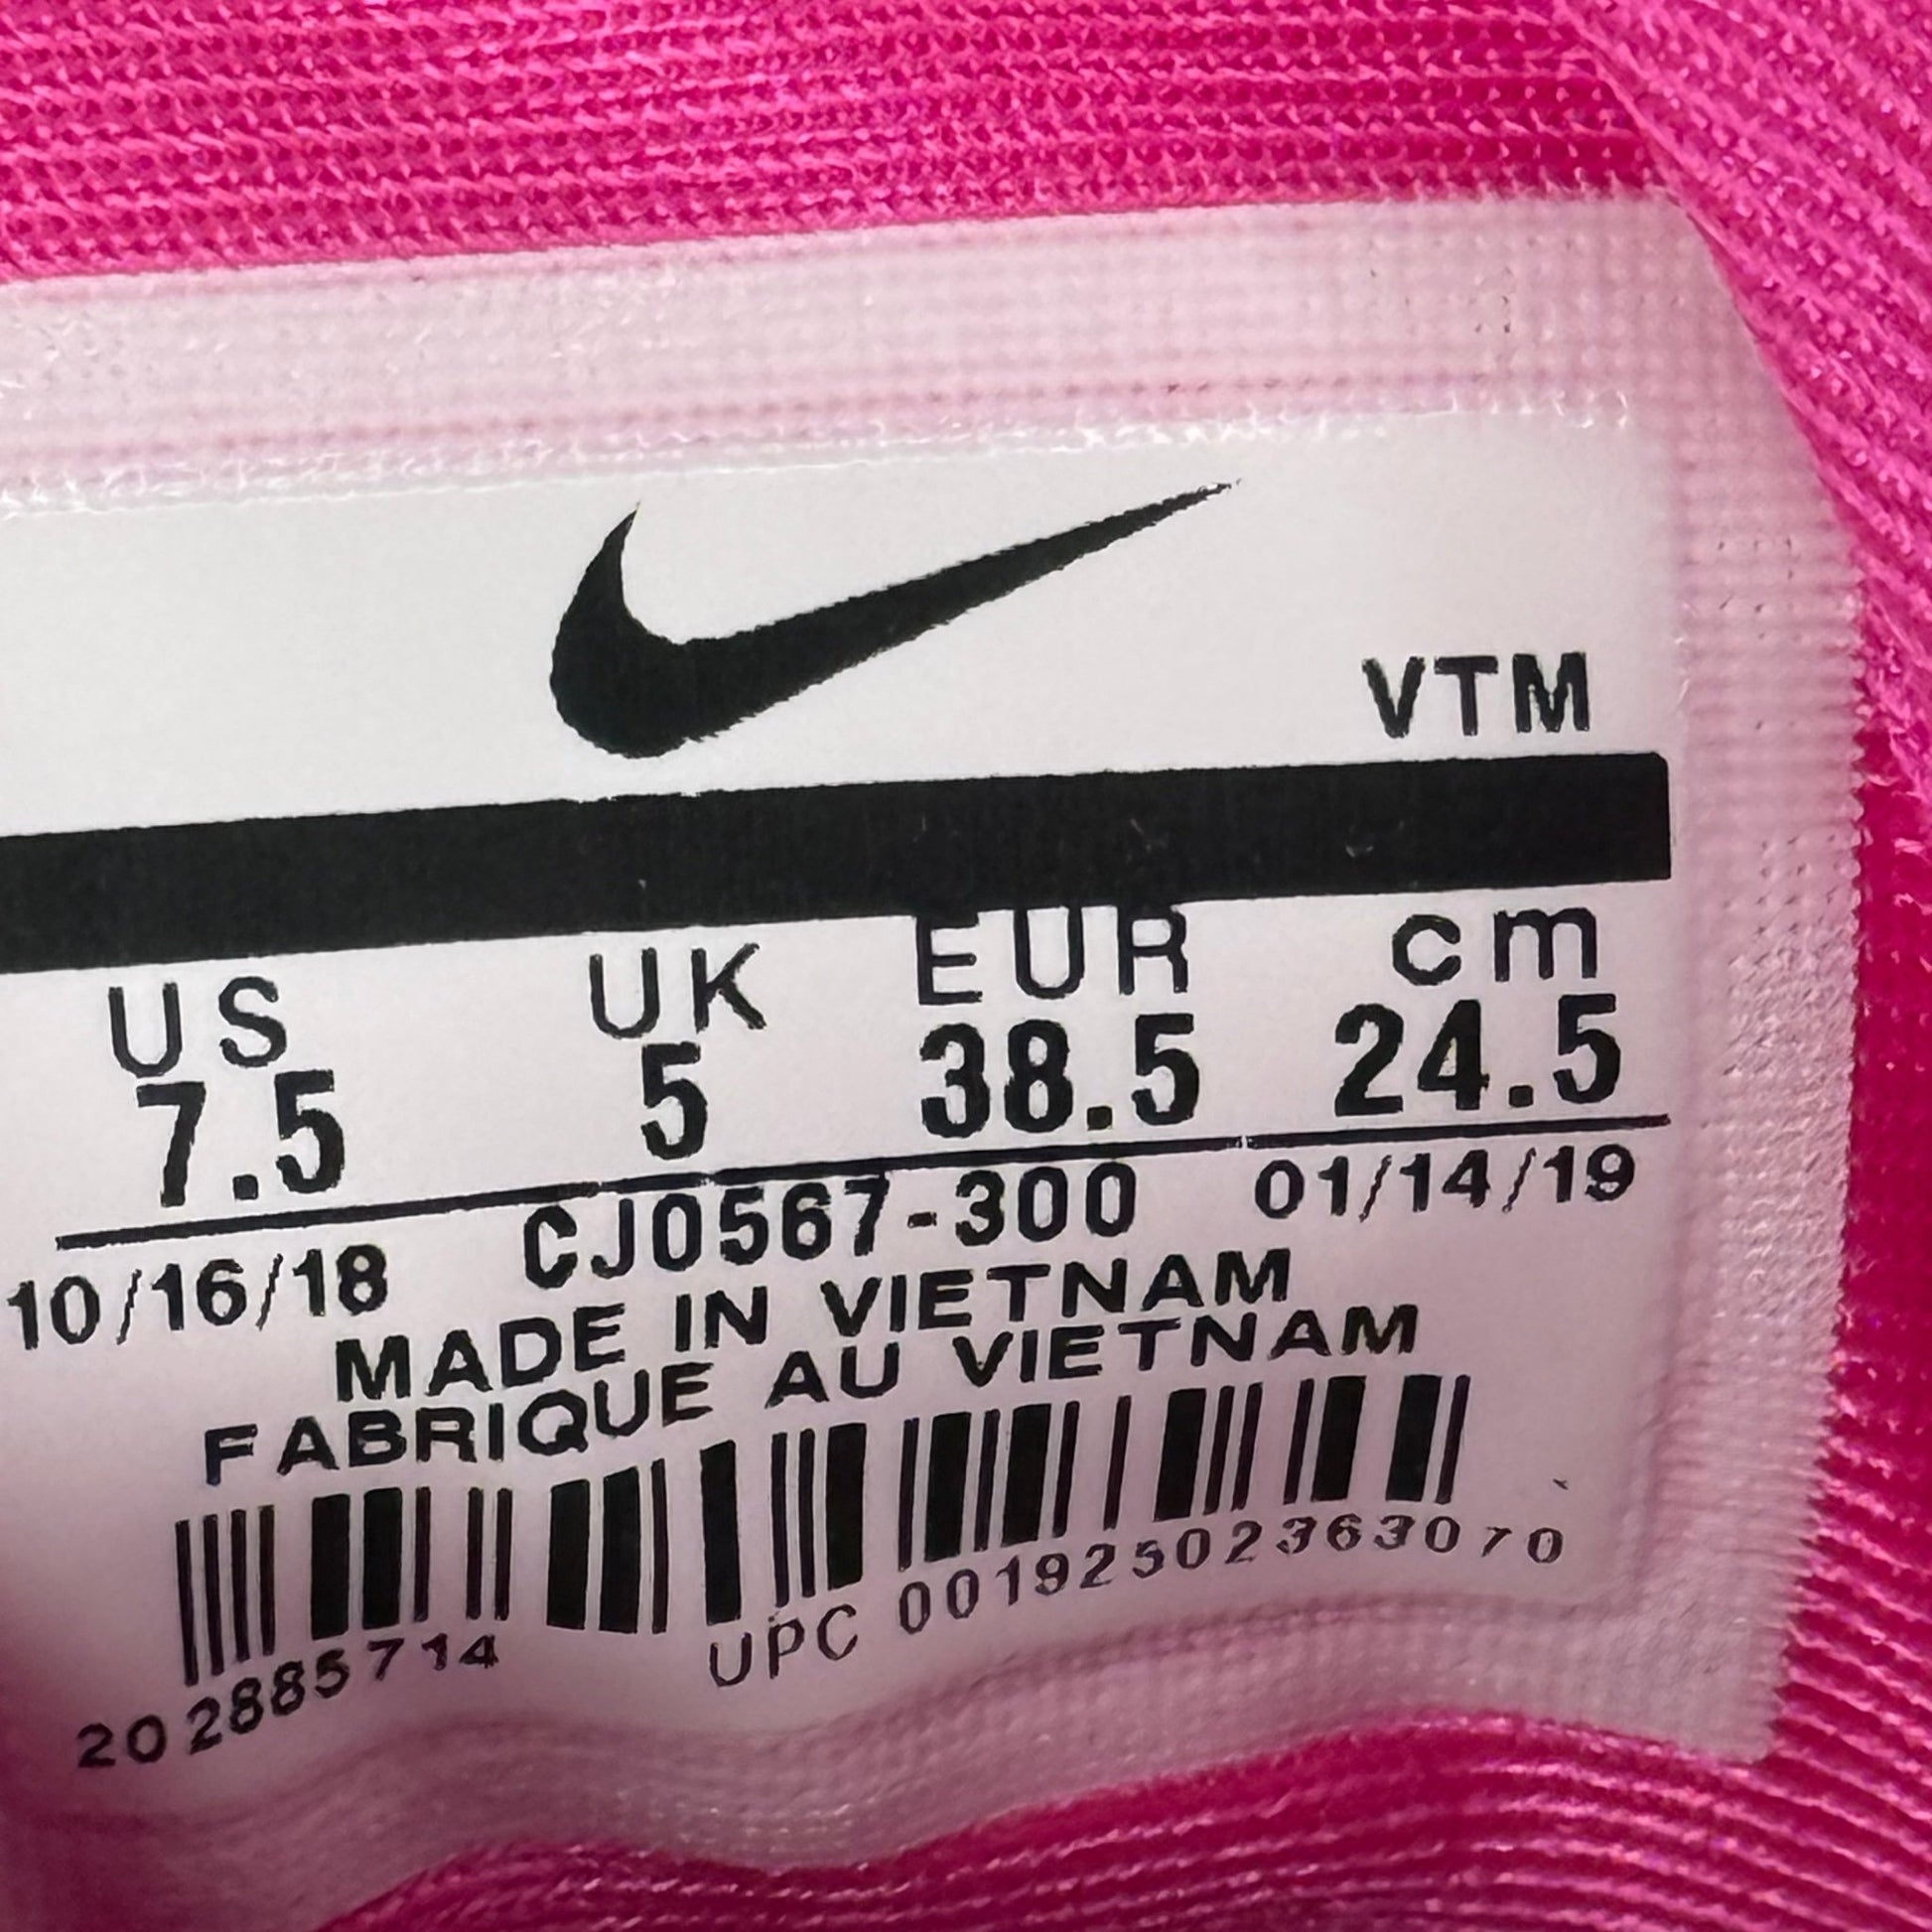 VTM
US UK EUR cm
7.5 5 38.5 24.5
10/16/18 CJ0567-300 01/14/19
MADE IN VIETNAM
FABRIQUE AU VIETNAM
202885714 UPC 00192502363070